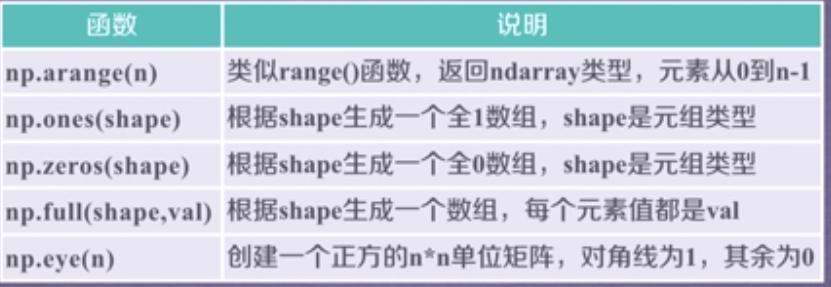 函数 说明
np.arange(n) 类似range()函数，返回ndarray类型，元素从0到n-1
np.ones(shape) 根据shape生成一个全1数组，shape是元组类型
np.zeros(shape) 根据shape生成一个全0数组，shape是元组类型
np.full(shape,val) 根据shape生成一个数组，每个元素值都是val
np.eye(n) 创建一个正方的n*n单位矩阵，对角线为1，其余为0